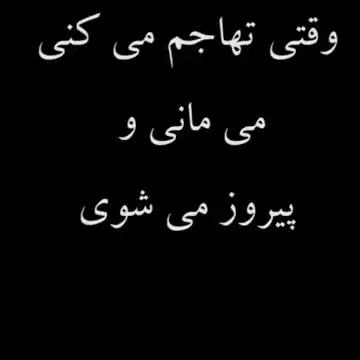 وقتی تهاجم می کنی
می مانی و
پیروز می شوی